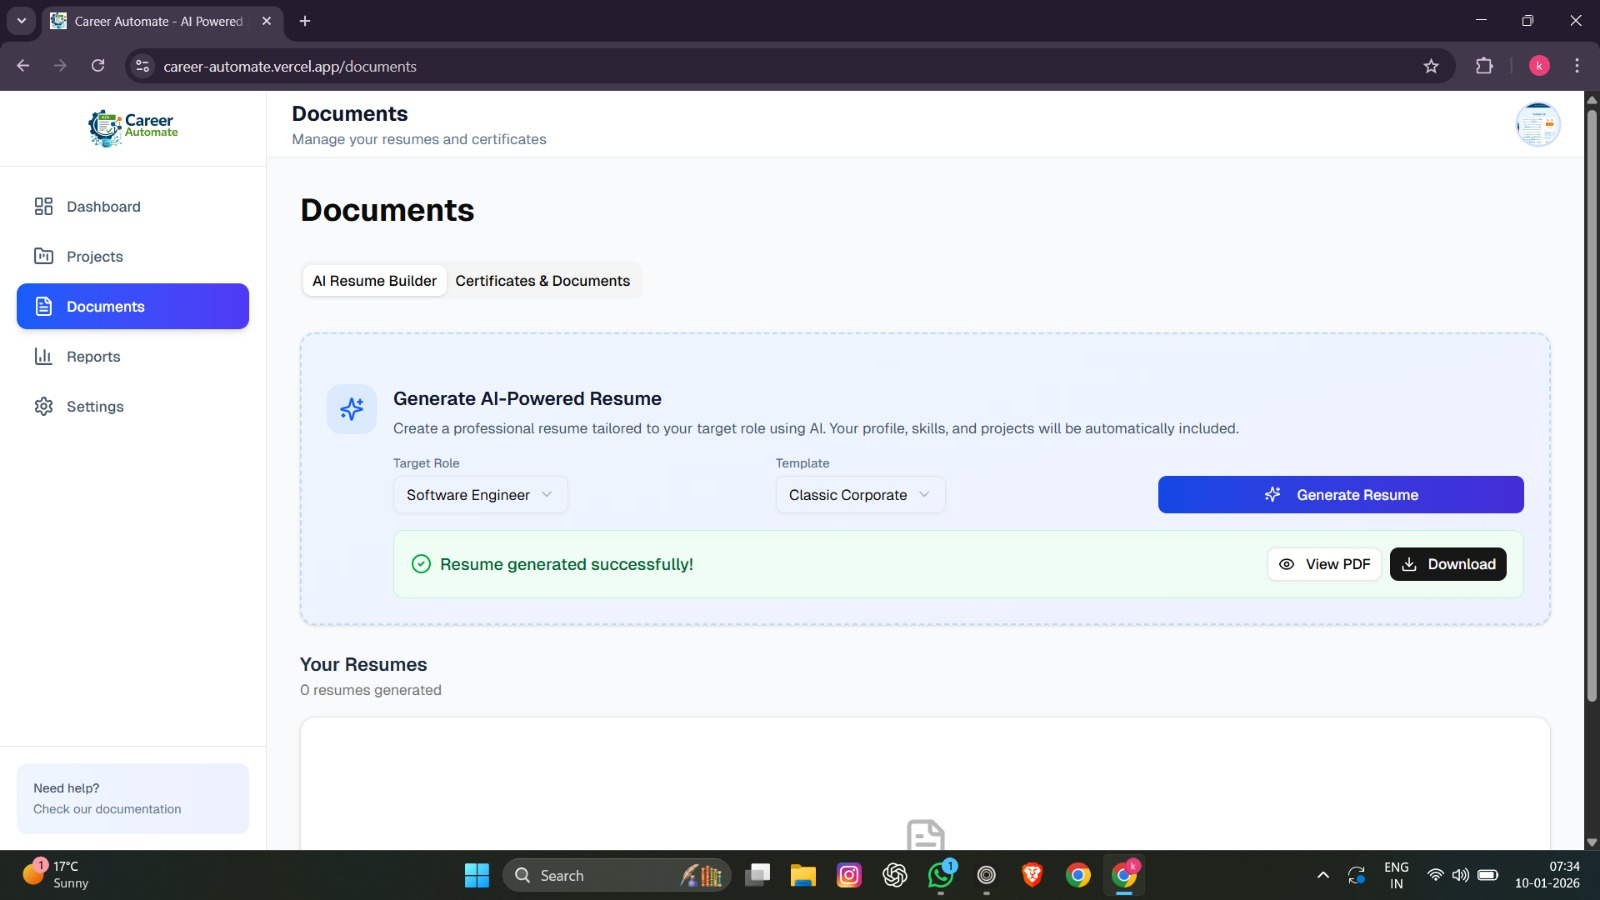 Career Automate - AI Powered
career-automate.vercel.app/documents
k
Career
Automate
Documents
Manage your resumes and certificates
Dashboard
Projects
Documents
Reports
Settings
Need help?
Check our documentation
Documents
AI Resume Builder
Certificates & Documents
Generate AI-Powered Resume
Create a professional resume tailored to your target role using AI. Your profile, skills, and projects will be automatically included.
Target Role
Template
Software Engineer
Classic Corporate
Generate Resume
Resume generated successfully!
View PDF
Download
Your Resumes
0 resumes generated
1
17°C
Sunny
Search
1
k
ENG
IN
07:34
10-01-2026